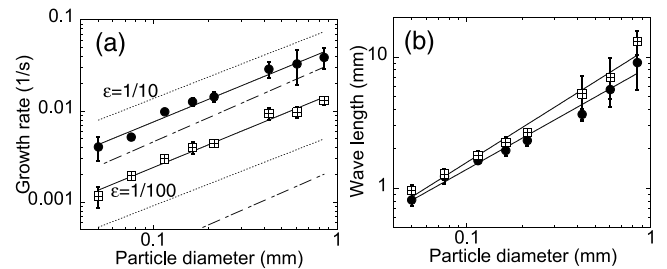 (a)
Growth rate (1/s)
0.1
0.01
0.001
ε=1/10
ε=1/100
0.1
1
Particle diameter (mm)
(b)
Wave length (mm)
10
1
0.1
1
Particle diameter (mm)